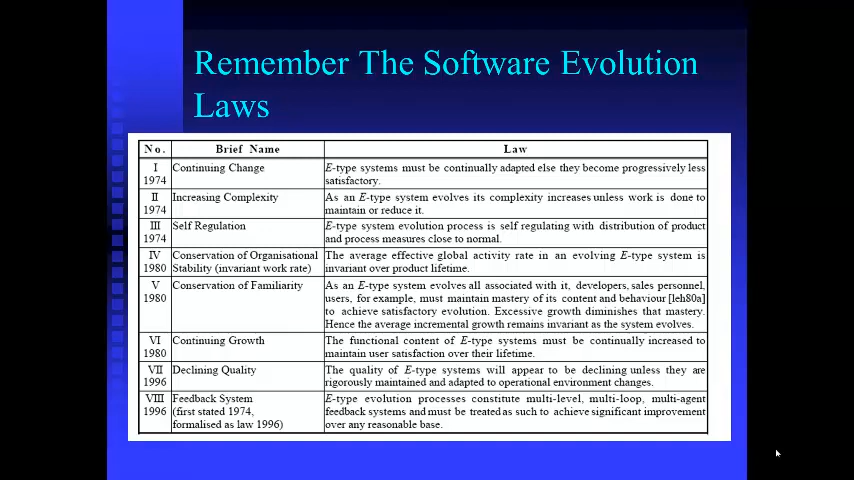 Remember The Software Evolution
Laws
No. Brief Name Law
I Continuing Change E-type systems must be continually adapted else they become progressively less
1974 satisfactory.
II Increasing Complexity As an E-type system evolves its complexity increases unless work is done to
1974 maintain or reduce it.
III Self Regulation E-type system evolution process is self regulating with distribution of product
1974 and process measures close to normal.
IV Conservation of Organisational The average effective global activity rate in an evolving E-type system is
1980 Stability (invariant work rate) invariant over product lifetime.
V Conservation of Familiarity As an E-type system evolves all associated with it, developers, sales personnel,
1980 users, for example, must maintain mastery of its content and behaviour [leh80a]
to achieve satisfactory evolution. Excessive growth diminishes that mastery.
Hence the average incremental growth remains invariant as the system evolves.
VI Continuing Growth The functional content of E-type systems must be continually increased to
1980 maintain user satisfaction over their lifetime.
VII Declining Quality The quality of E-type systems will appear to be declining unless they are
1996 rigorously maintained and adapted to operational environment changes.
VIII Feedback System E-type evolution processes constitute multi-level, multi-loop, multi-agent
1996 (first stated 1974, feedback systems and must be treated as such to achieve significant improvement
formalised as law 1996) over any reasonable base.